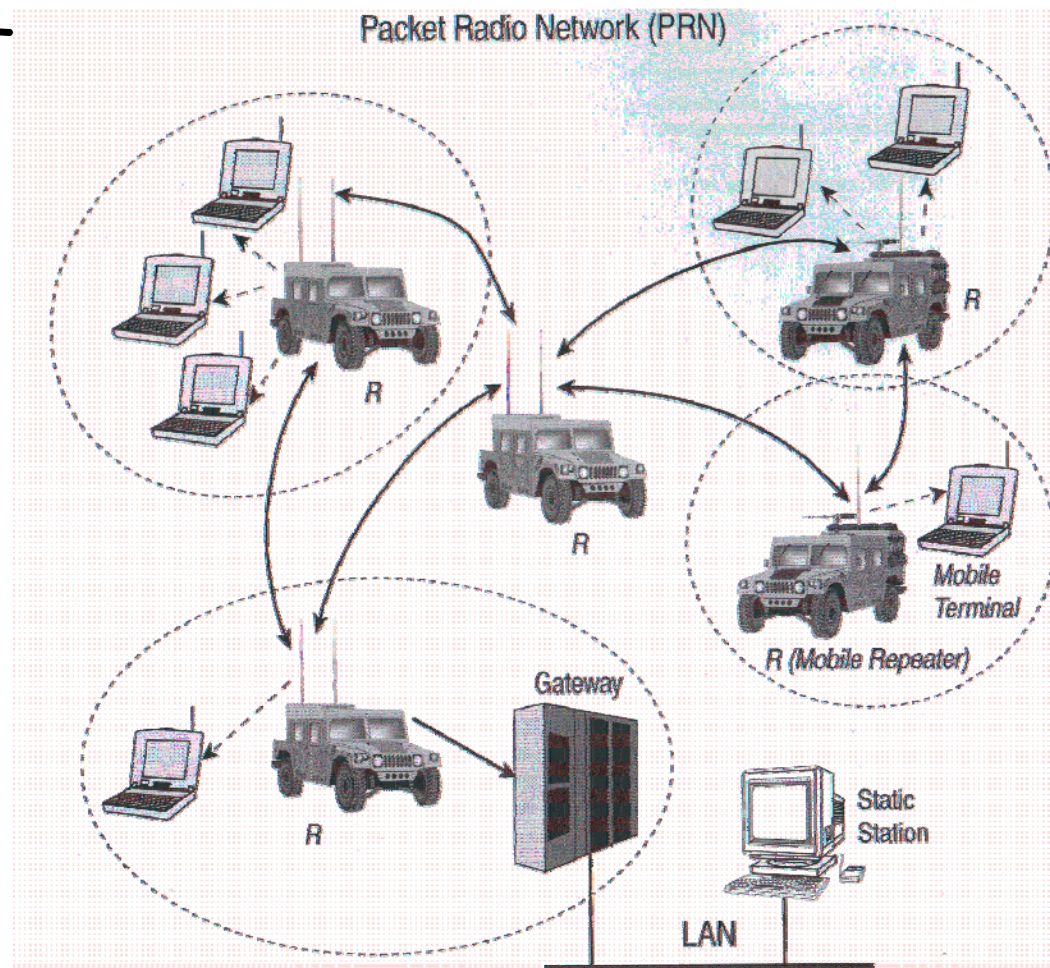 Packet Radio Network (PRN)
R
R
R
Mobile
Terminal
R (Mobile Repeater)
Gateway
R
Static
Station
LAN